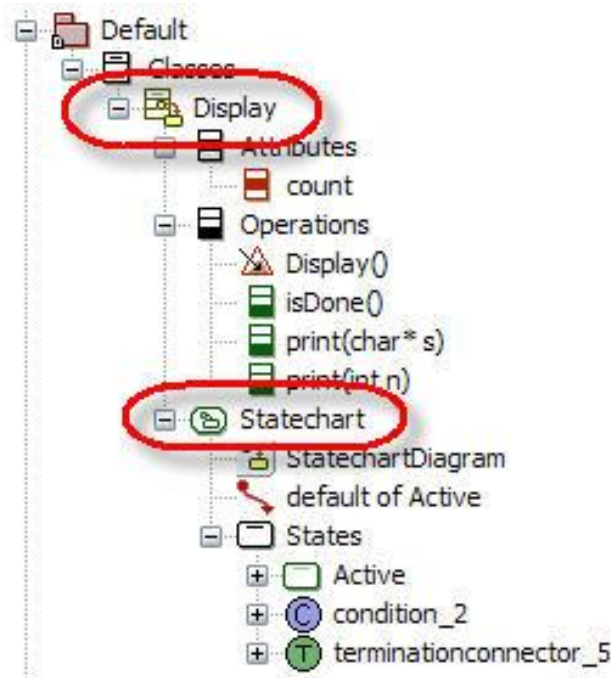 Default
Classes
Display
Attributes
count
Operations
Display()
isDone()
print(char* s)
print(int n)
Statechart
StatechartDiagram
default of Active
States
Active
C condition_2
T terminationconnector_5